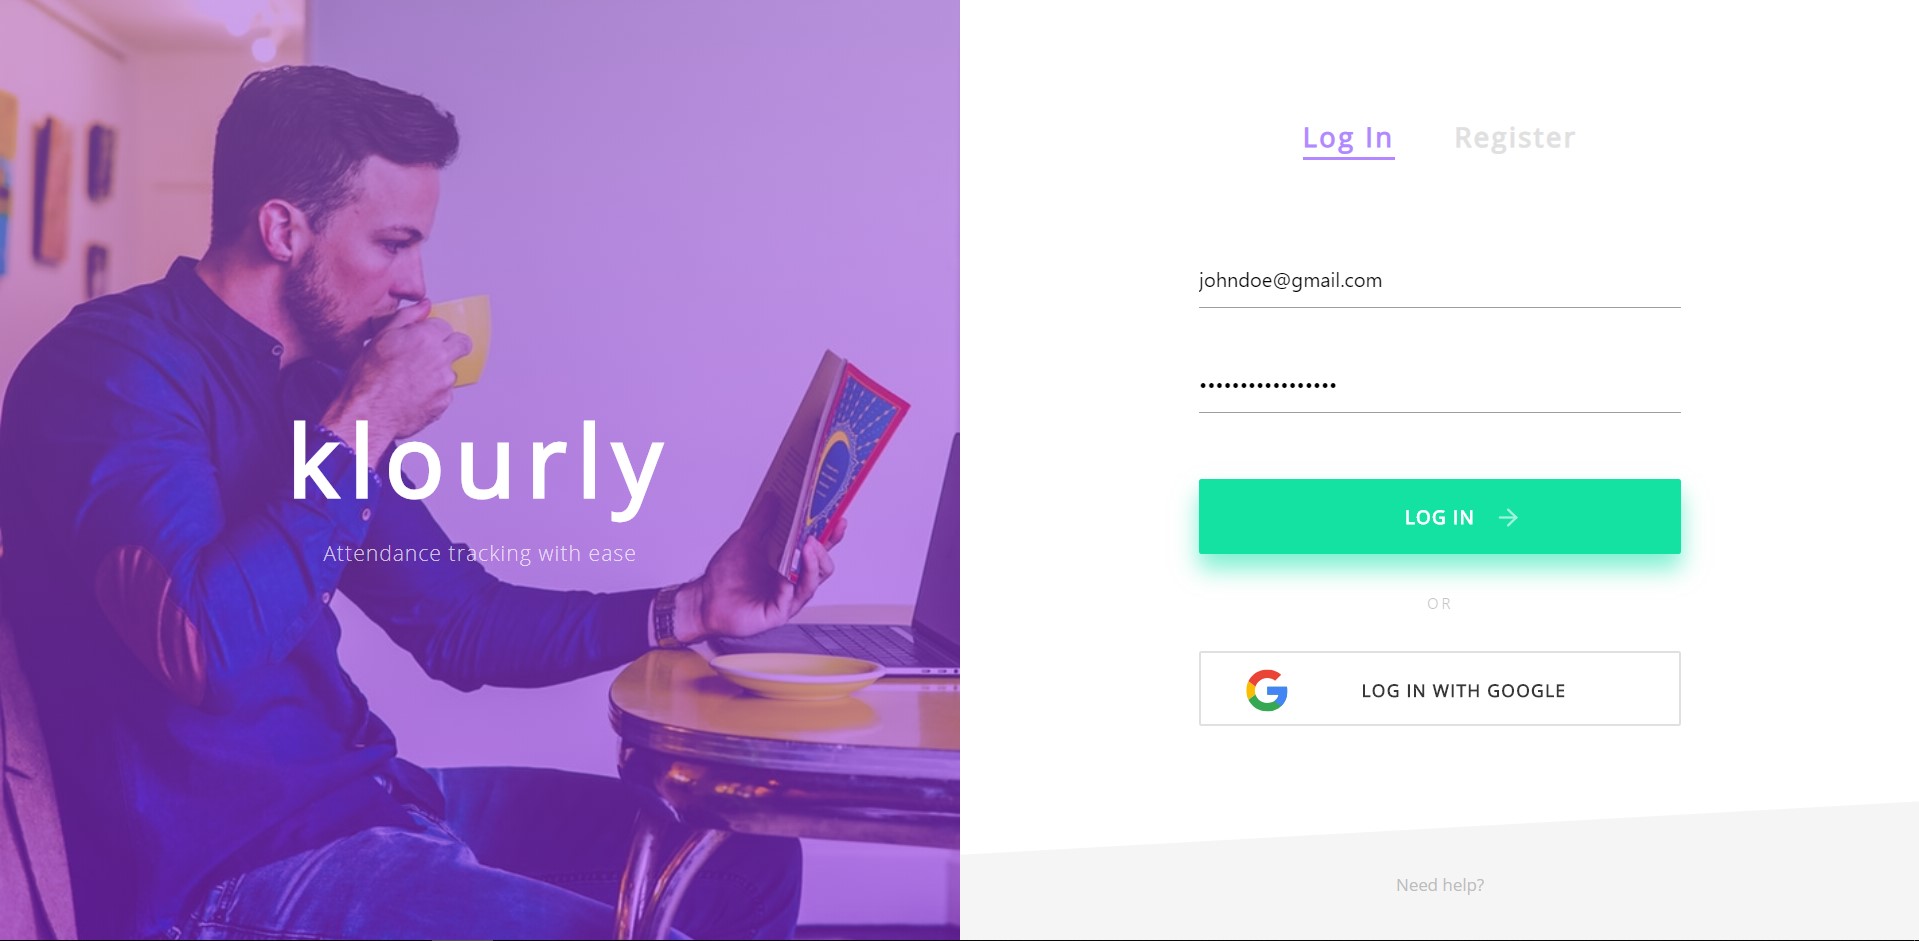 klourly
Attendance tracking with ease
Log In
Register
johndoe@gmail.com
•••••••••••••••••
LOG IN
OR
LOG IN WITH GOOGLE
Need help?